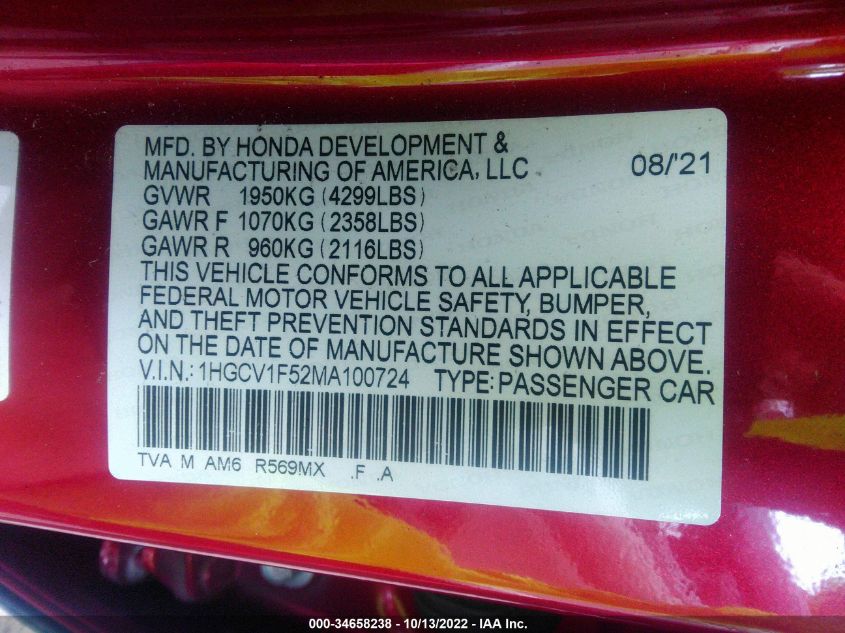 MFD. BY HONDA DEVELOPMENT &
MANUFACTURING OF AMERICA, LLC 08/'21
GVWR 1950KG (4299LBS)
GAWR F 1070KG (2358LBS)
GAWR R 960KG (2116LBS)
THIS VEHICLE CONFORMS TO ALL APPLICABLE
FEDERAL MOTOR VEHICLE SAFETY, BUMPER,
AND THEFT PREVENTION STANDARDS IN EFFECT
ON THE DATE OF MANUFACTURE SHOWN ABOVE.
V.I.N.: 1HGCV1F52MA100724 TYPE: PASSENGER CAR
TVA M AM6 R569MX .F .A
000-34658238 - 10/13/2022 - IAA Inc.